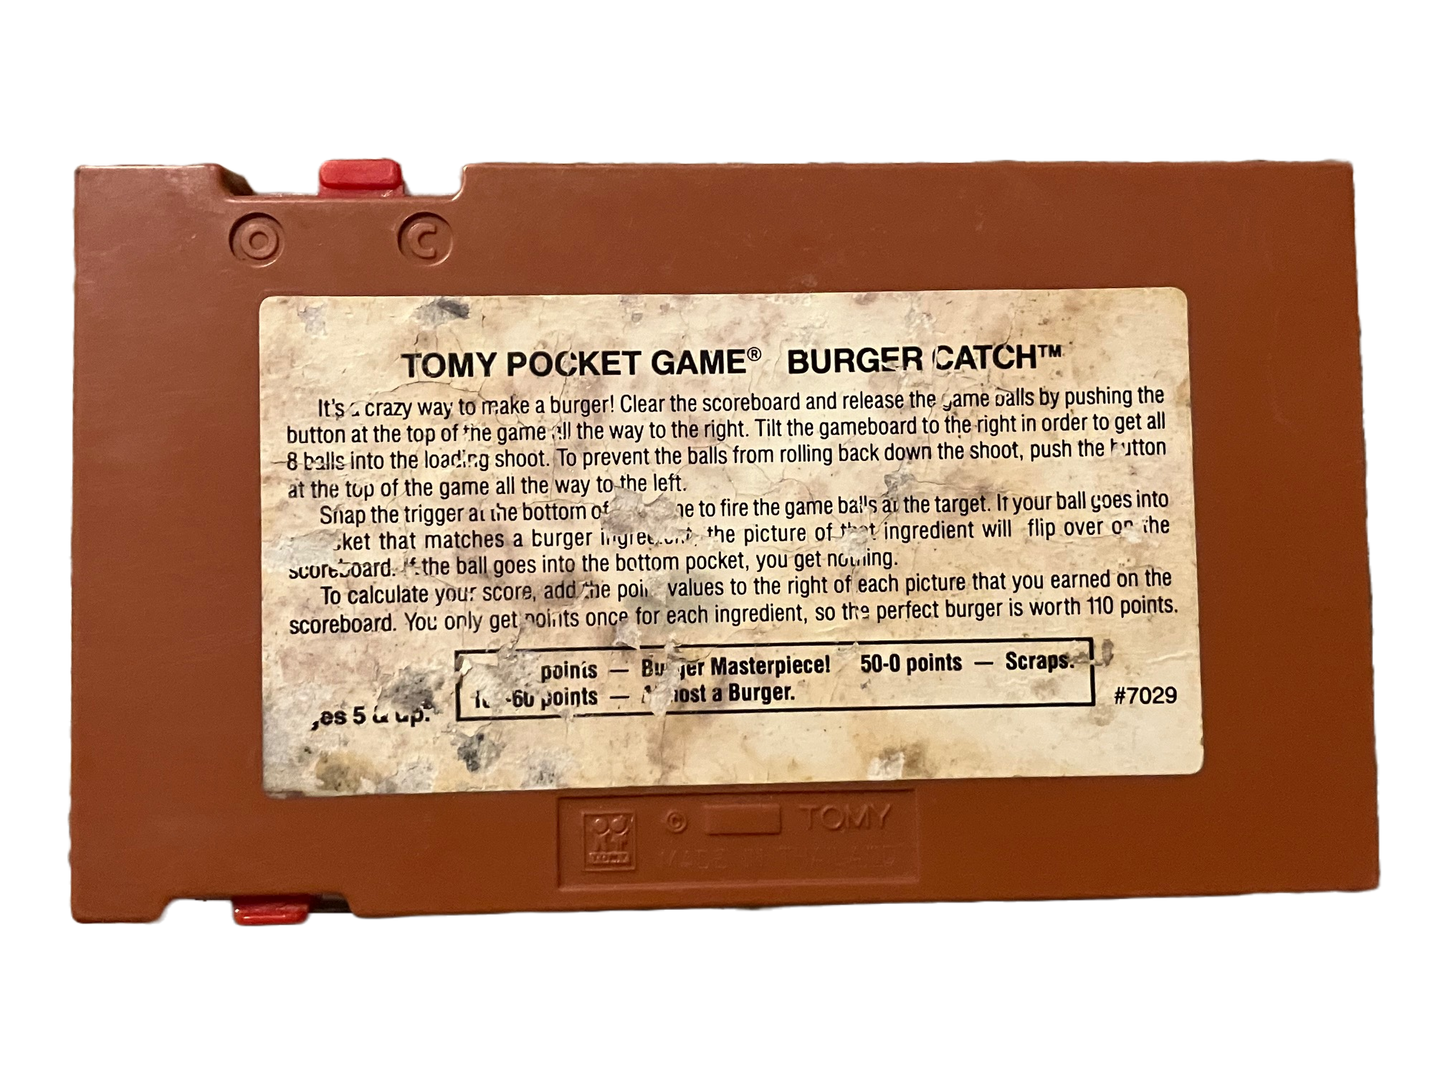 O C
TOMY POCKET GAME® BURGER CATCH™
It's a crazy way to make a burger! Clear the scoreboard and release the game balls by pushing the
button at the top of the game all the way to the right. Tilt the gameboard to the right in order to get all
8 balls into the loading shoot. To prevent the balls from rolling back down the shoot, push the button
at the top of the game all the way to the left.
Snap the trigger at the bottom of to fire the game balls at the target. If your ball goes into
that matches a burger ingredient, the picture of that ingredient will flip over on the
scoreboard. If the ball goes into the bottom pocket, you get nothing.
To calculate your score, add the point values to the right of each picture that you earned on the
scoreboard. You only get points once for each ingredient, so the perfect burger is worth 110 points.
points — Burger Masterpiece! 50-0 points — Scraps.
points — Almost a Burger.
5 & up.
#7029
TOMY
© TOMY
MADE IN THAILAND